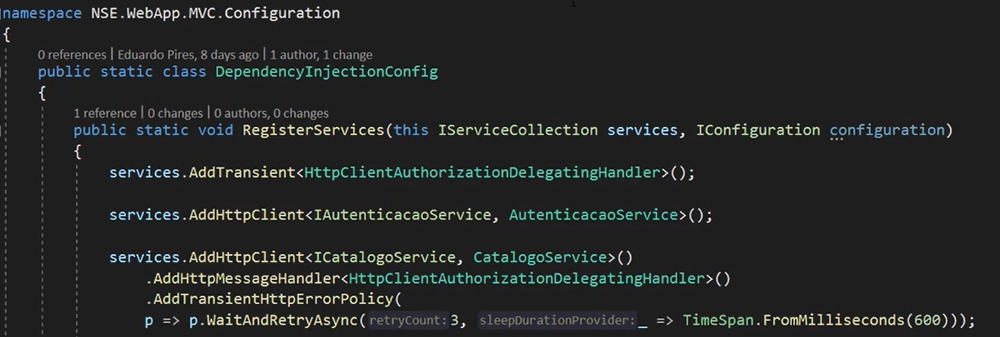 namespace NSE.WebApp.MVC.Configuration
{
0 references | Eduardo Pires, 8 days ago | 1 author, 1 change
public static class DependencyInjectionConfig
{
1 reference | 0 changes | 0 authors, 0 changes
public static void RegisterServices(this IServiceCollection services, IConfiguration configuration)
{
services.AddTransient<HttpClientAuthorizationDelegatingHandler>();
services.AddHttpClient<IAutenticacaoService, AutenticacaoService>();
services.AddHttpClient<ICatalogoService, CatalogoService>()
.AddHttpMessageHandler<HttpClientAuthorizationDelegatingHandler>()
.AddTransientHttpErrorPolicy(
p => p.WaitAndRetryAsync(retryCount: 3, sleepDurationProvider: _ => TimeSpan.FromMilliseconds(600)));